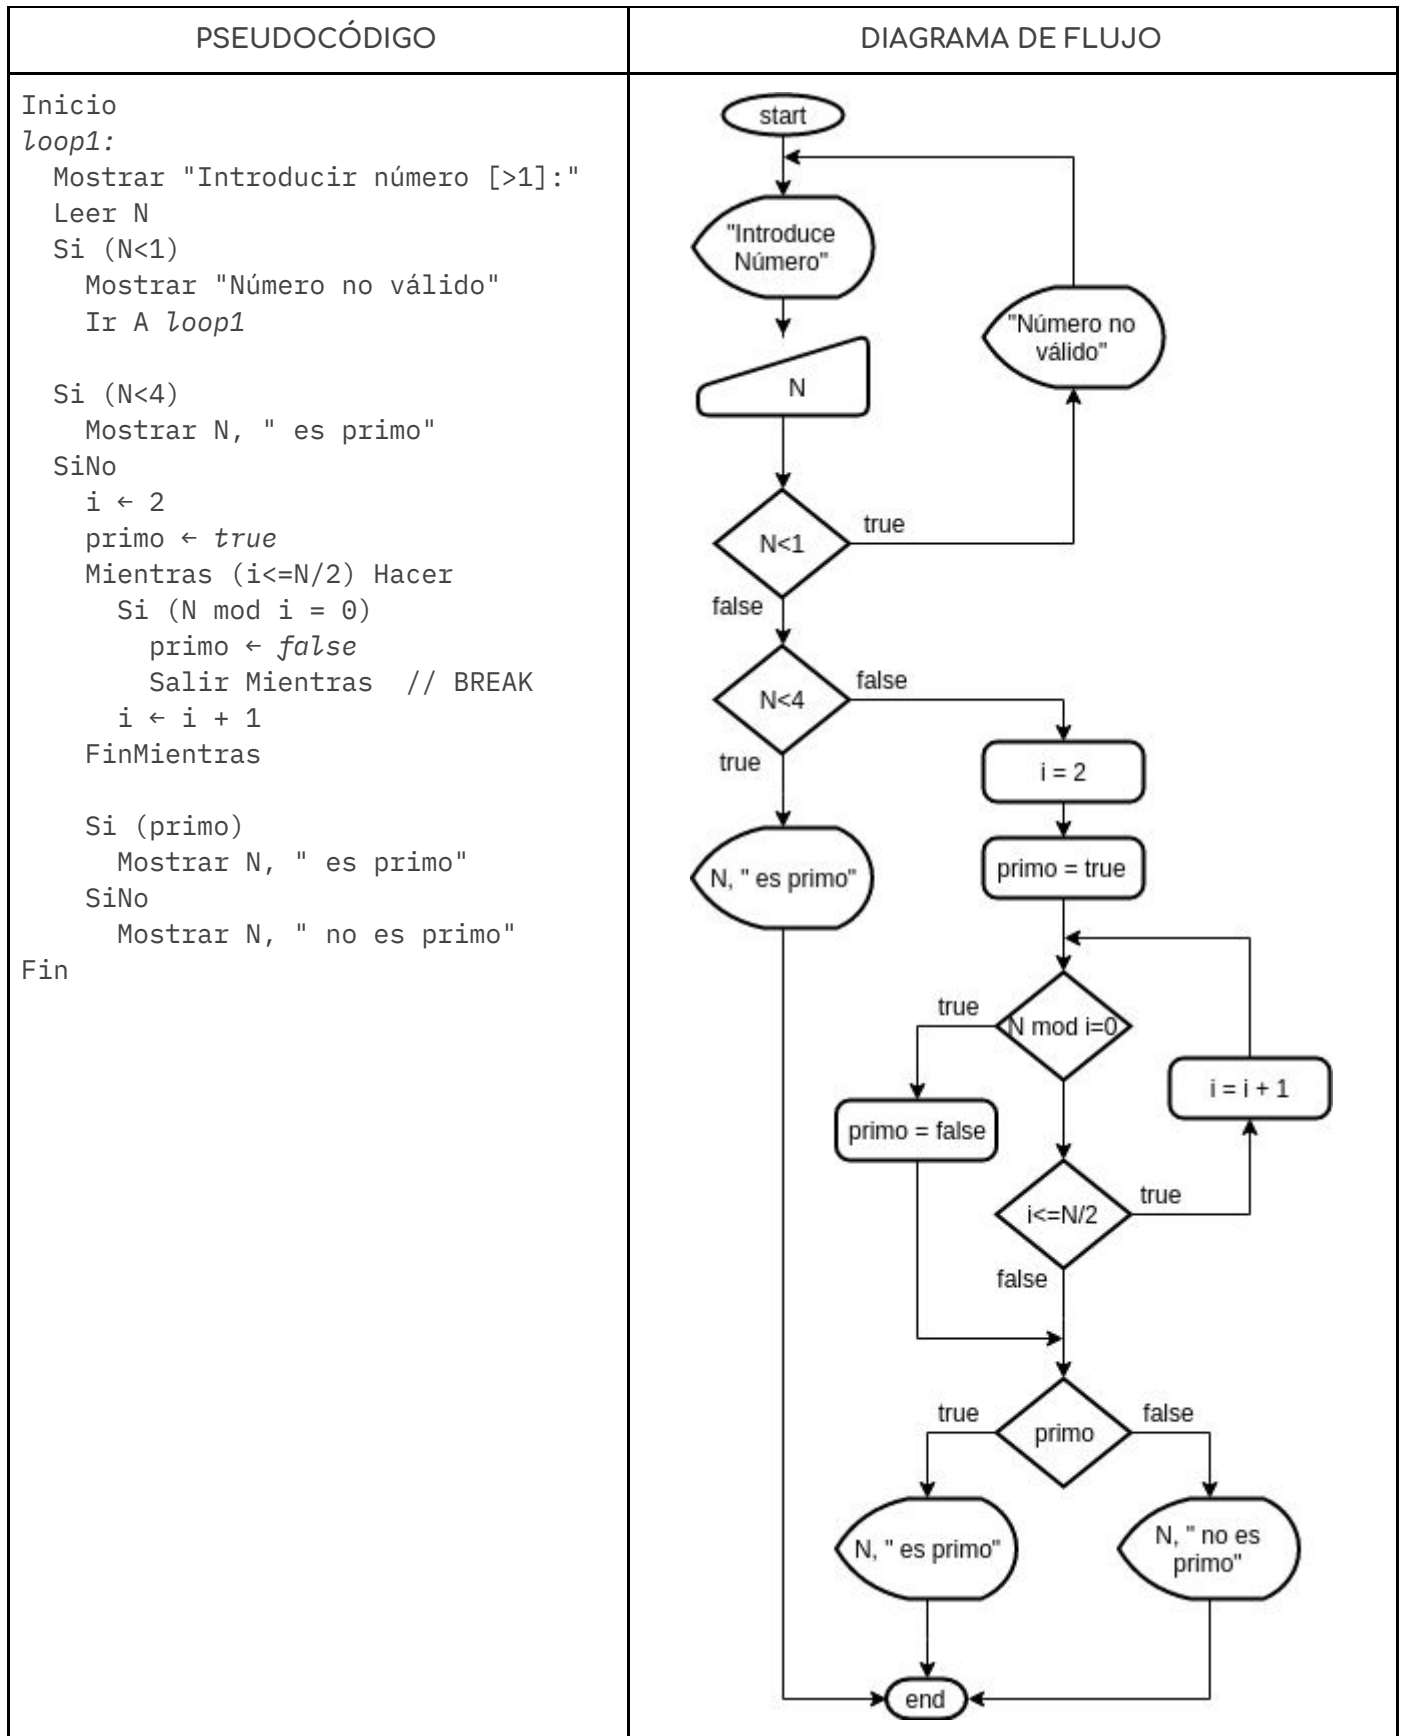 PSEUDOCÓDIGO
DIAGRAMA DE FLUJO
Inicio
loop1:
Mostrar "Introducir número [>1]:"
Leer N
Si (N<1)
Mostrar "Número no válido"
Ir A loop1
Si (N<4)
Mostrar N, " es primo"
SiNo
i ← 2
primo ← true
Mientras (i<=N/2) Hacer
Si (N mod i = 0)
primo ← false
Salir Mientras  // BREAK
i ← i + 1
FinMientras
Si (primo)
Mostrar N, " es primo"
SiNo
Mostrar N, " no es primo"
Fin
start
"Introduce
Número"
"Número no
válido"
N
N<1
true
false
N<4
false
true
i = 2
primo = true
N, " es primo"
N mod i=0
true
i = i + 1
primo = false
i<=N/2
true
false
primo
true
false
N, " es primo"
N, " no es
primo"
end